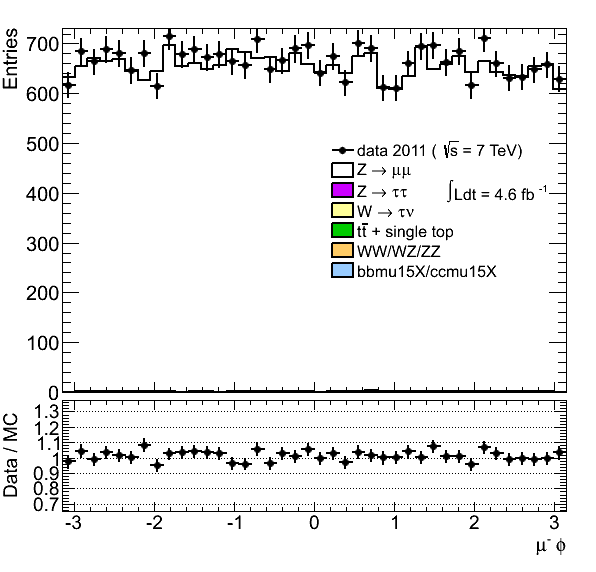 Entries
700
600
500
400
300
200
100
0
data 2011 ( √s = 7 TeV)
Z → μμ
Z → ττ
∫Ldt = 4.6 fb⁻¹
W → τν
tt̅ + single top
WW/WZ/ZZ
bbmu15X/ccmu15X
Data / MC
1.3
1.2
1.1
1
0.9
0.8
0.7
-3 -2 -1 0 1 2 3
μ⁻ ϕ